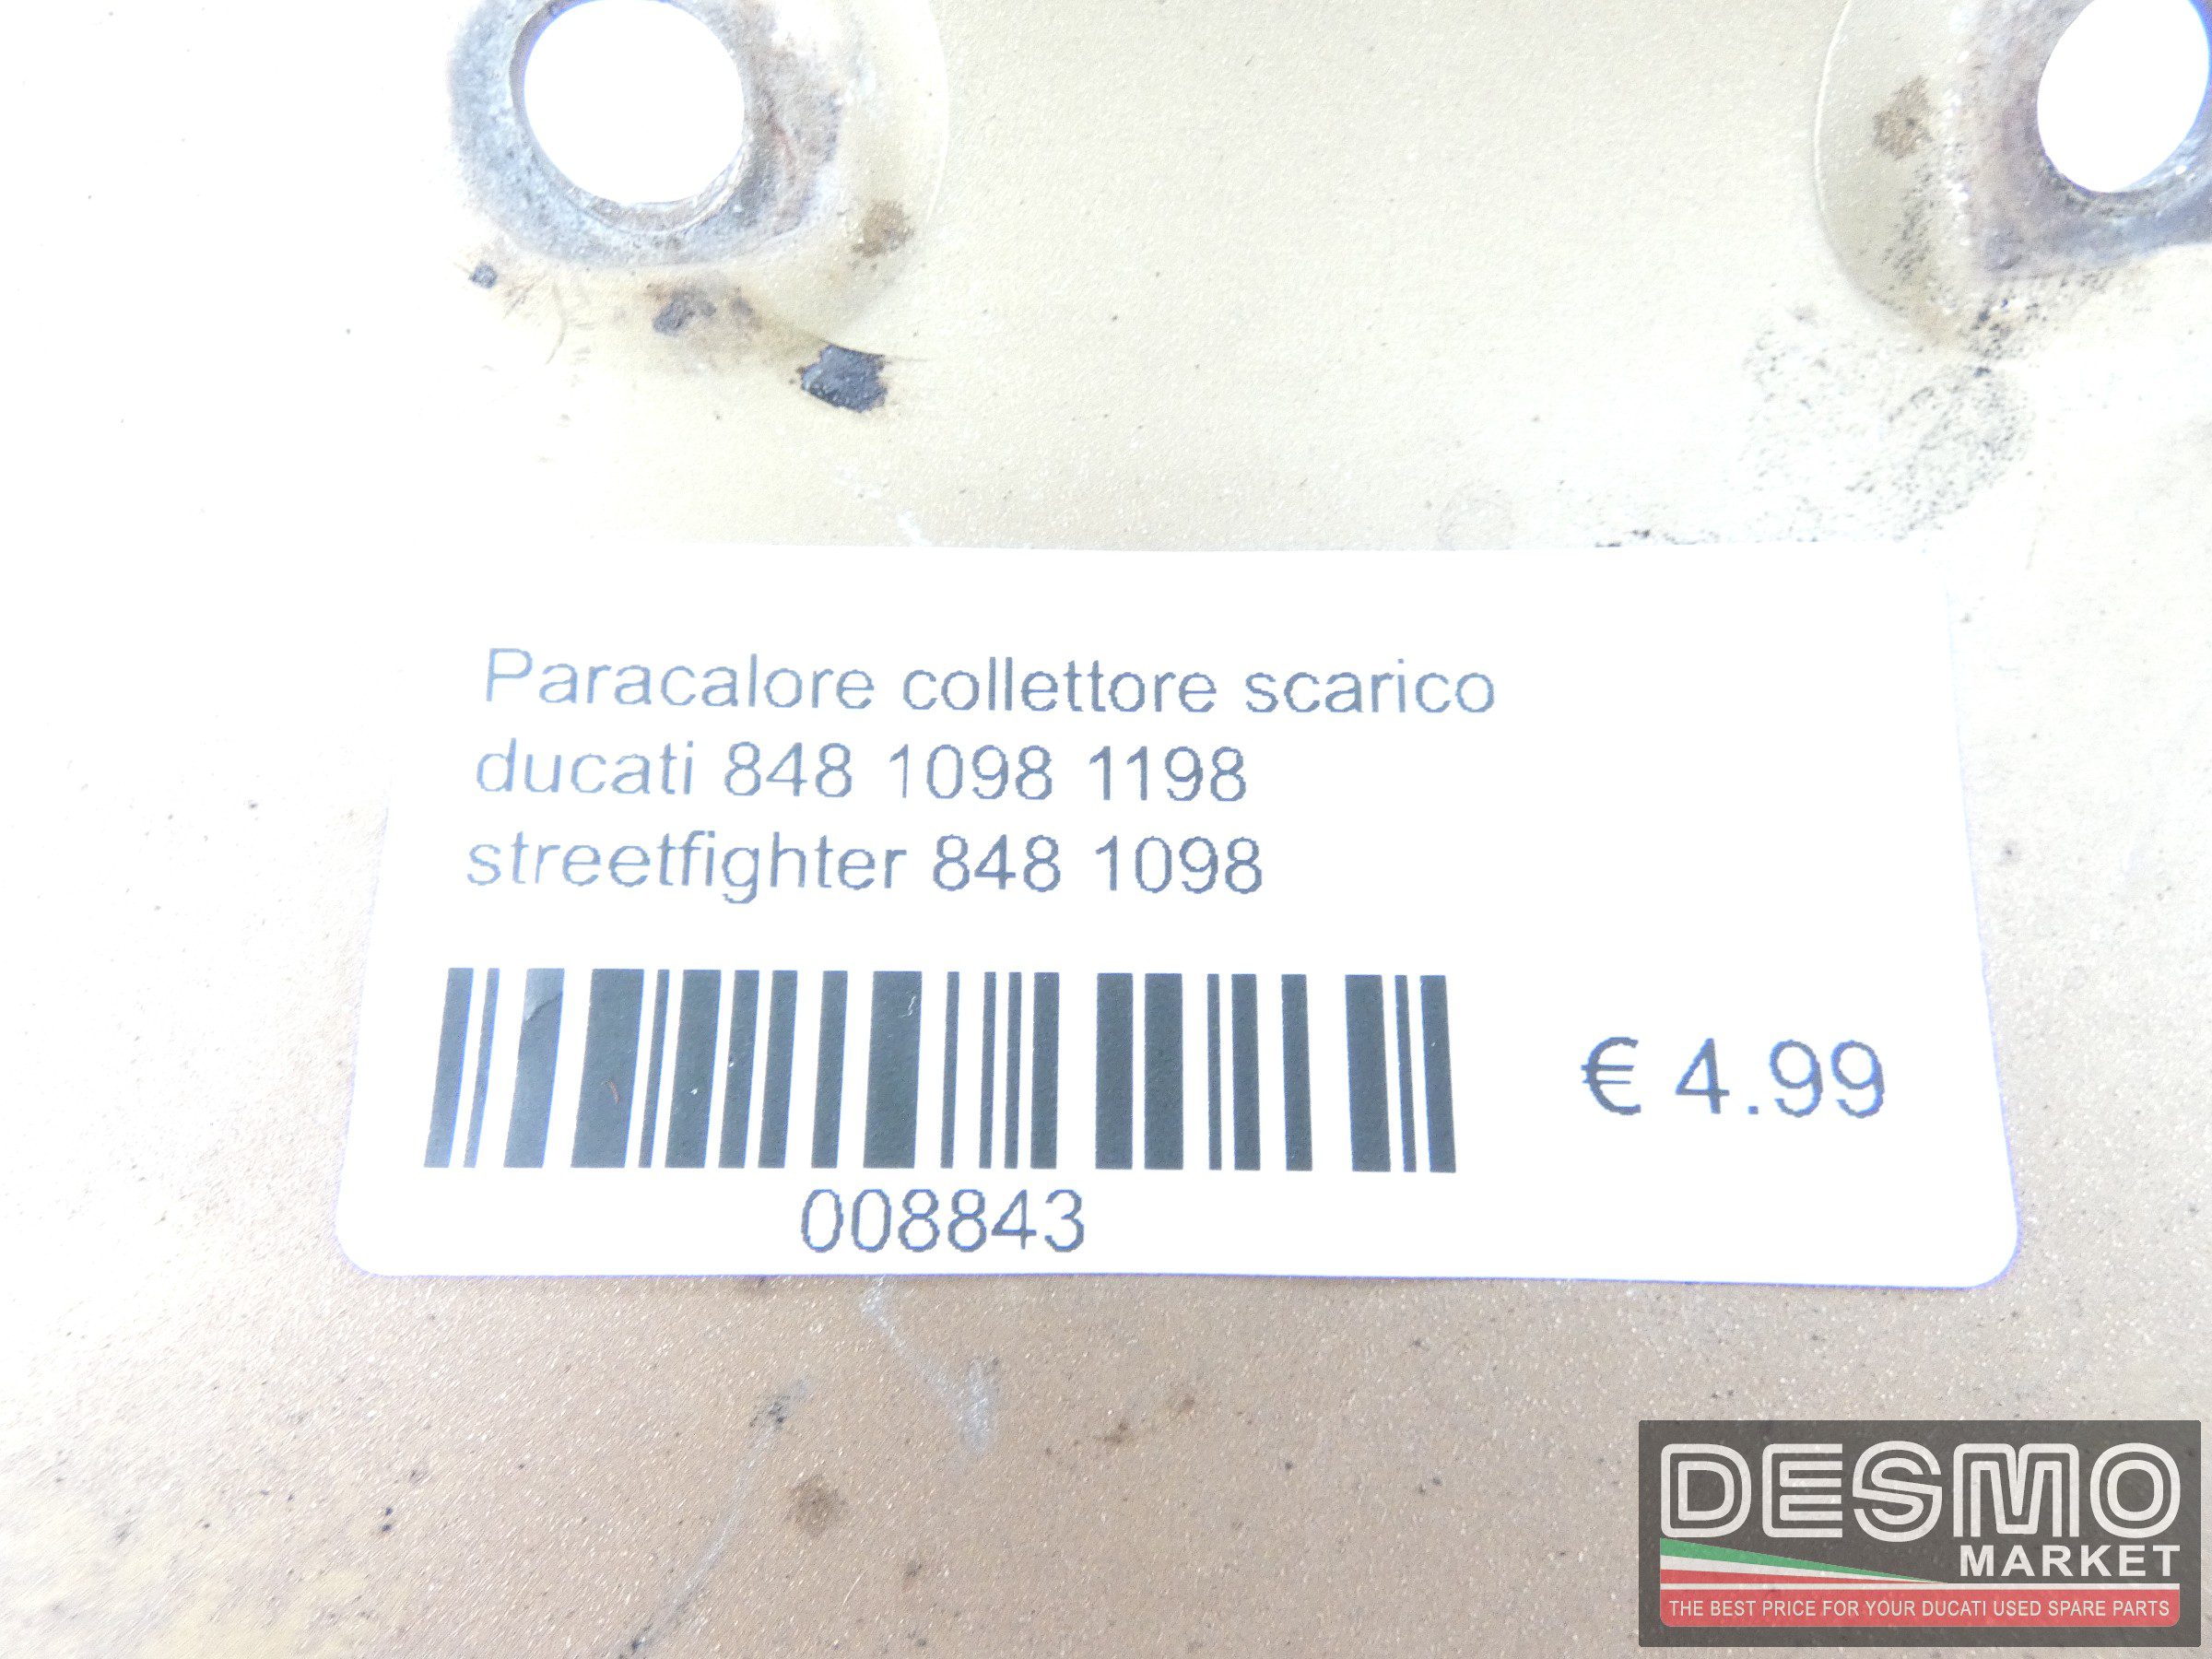 Paracalore collettore scarico
ducati 848 1098 1198
streetfighter 848 1098
€ 4.99
008843
DESMO
MARKET
THE BEST PRICE FOR YOUR DUCATI USED SPARE PARTS